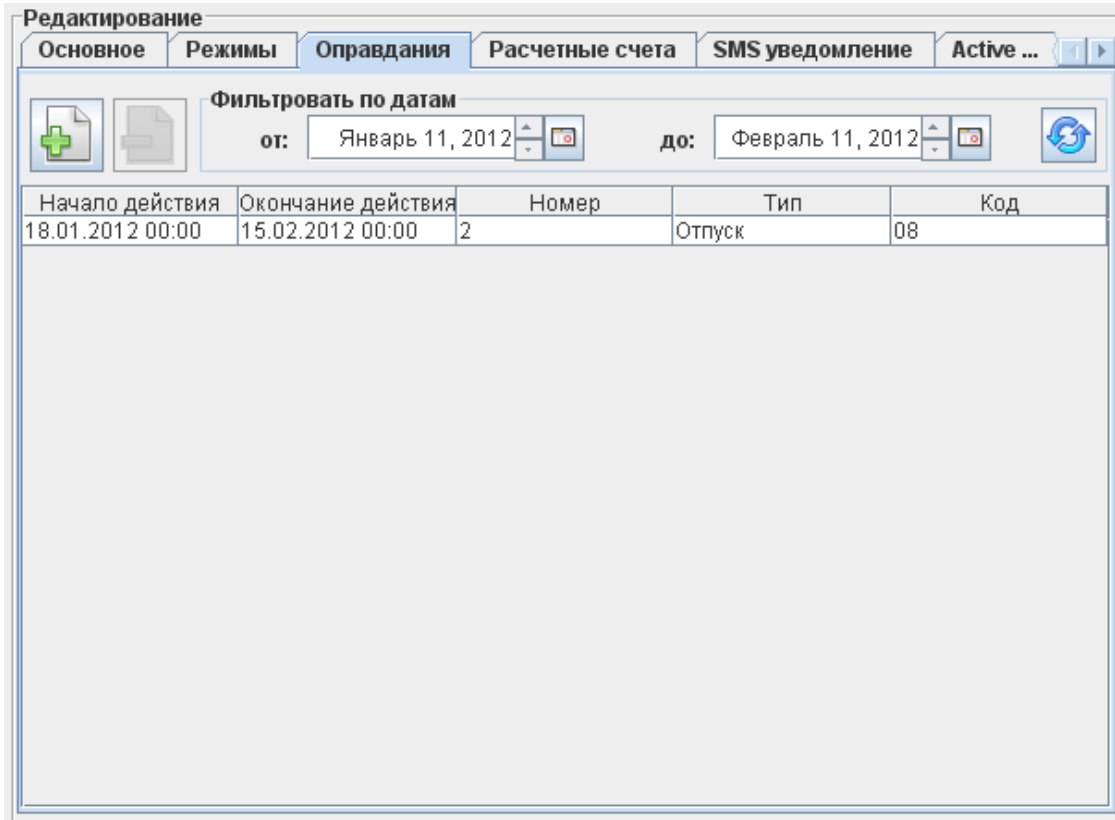 Редактирование
Основное Режимы Оправдания Расчетные счета SMS уведомление Active ...
Фильтровать по датам
от: Январь 11, 2012 до: Февраль 11, 2012
Начало действия Окончание действия Номер Тип Код
18.01.2012 00:00 15.02.2012 00:00 2 Отпуск 08